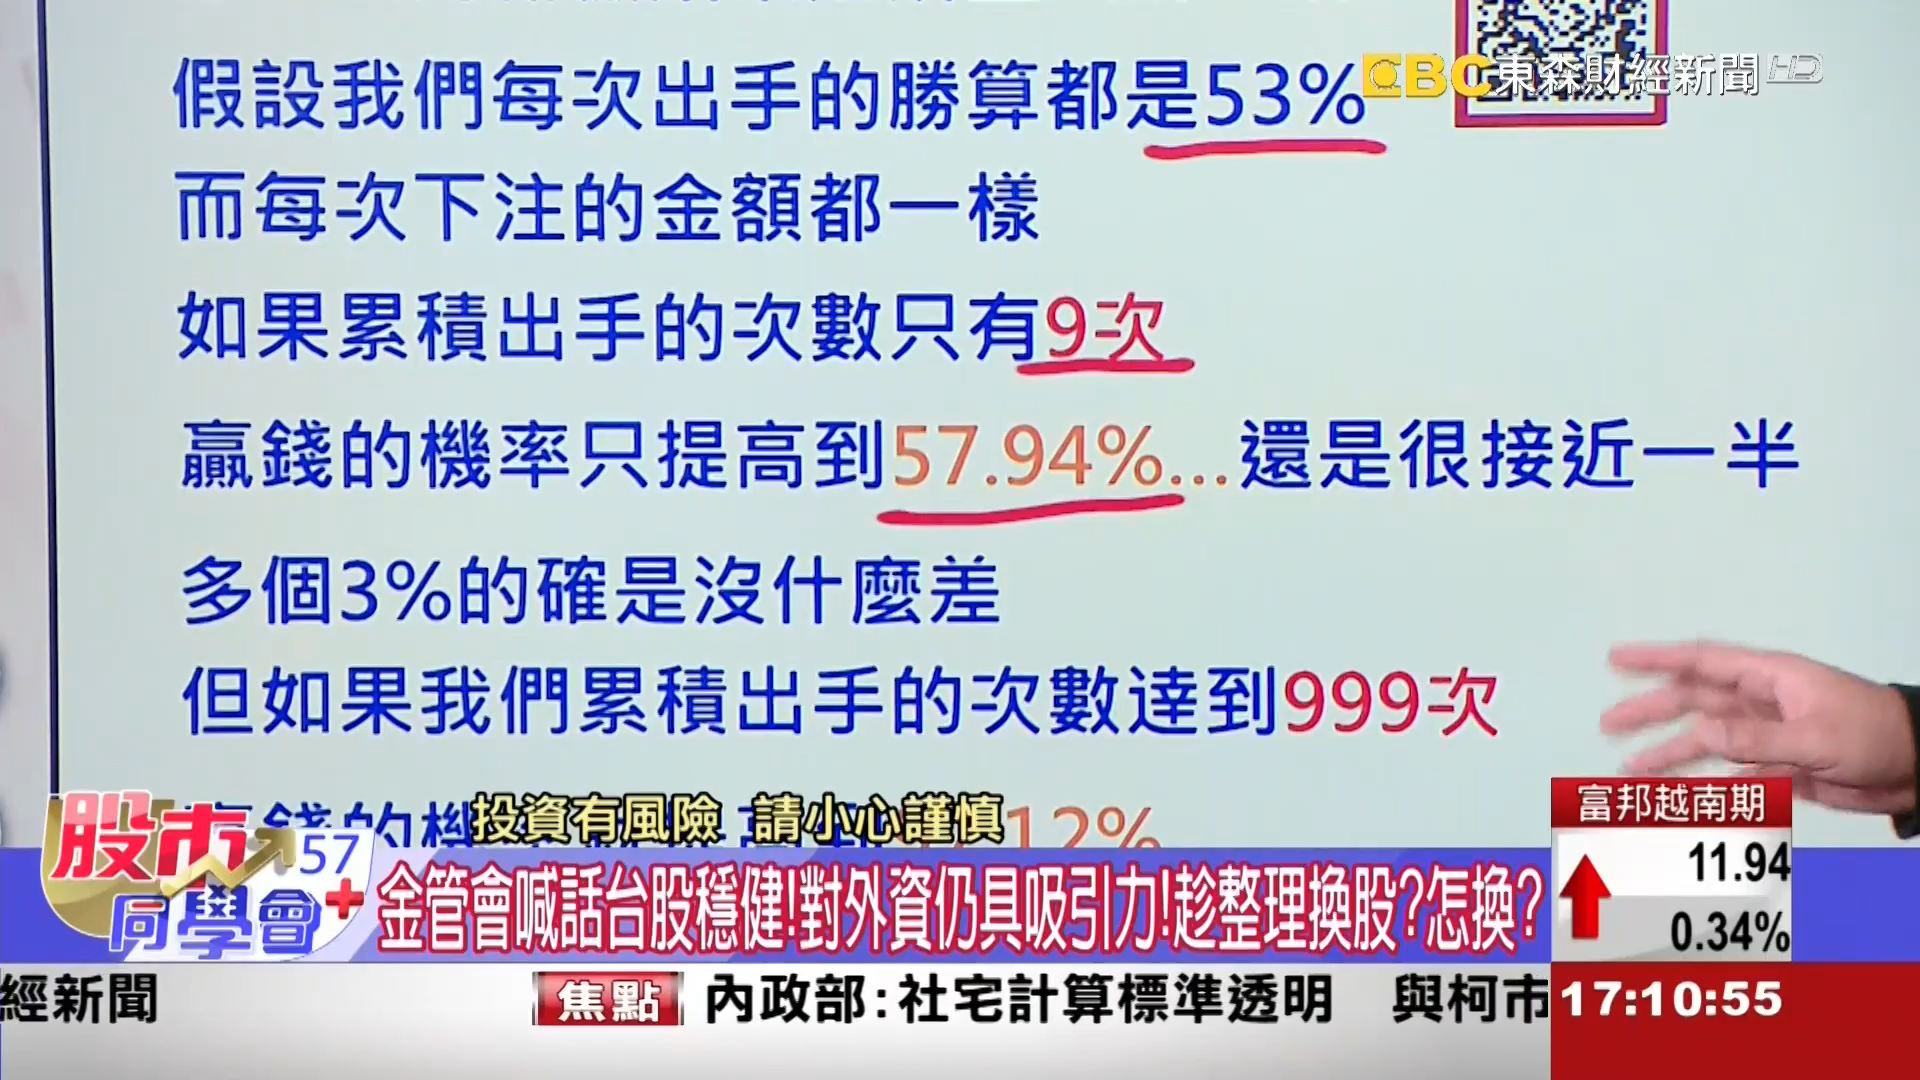 EBC東森財經新聞HD
假設我們每次出手的勝算都是53%
而每次下注的金額都一樣
如果累積出手的次數只有9次
贏錢的機率只提高到57.94%...還是很接近一半
多個3%的確是沒什麼差
但如果我們累積出手的次數達到999次
12%
投資有風險 請小心謹慎
股市 57
同學會+
金管會喊話台股穩健!對外資仍具吸引力!趁整理換股?怎換?
富邦越南期
11.94
0.34%
經新聞
焦點
內政部:社宅計算標準透明 與柯市
17:10:55